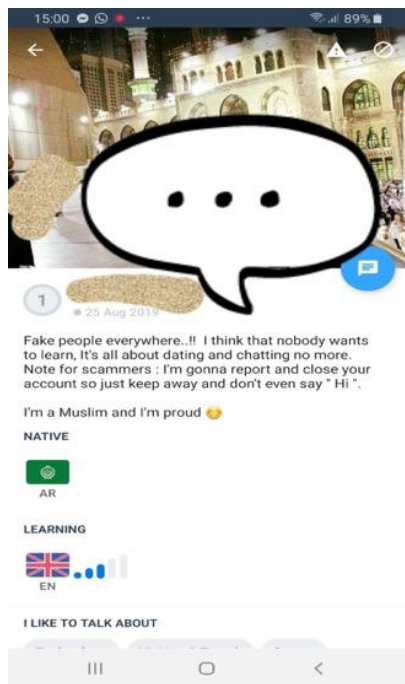 15:00
89%
1
25 Aug 2019
Fake people everywhere..!! I think that nobody wants
to learn, It's all about dating and chatting no more.
Note for scammers : I'm gonna report and close your
account so just keep away and don't even say " Hi ".
I'm a Muslim and I'm proud 😊
NATIVE
AR
LEARNING
EN
I LIKE TO TALK ABOUT